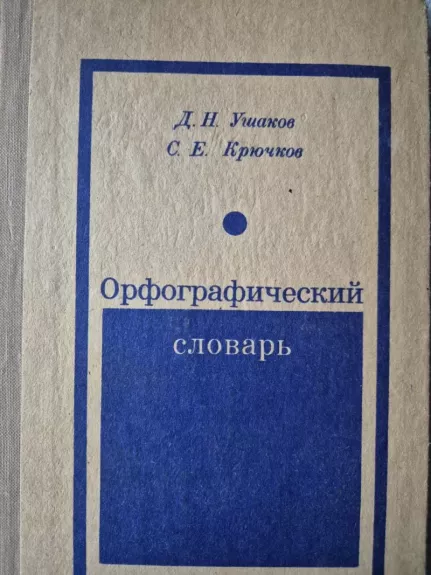 Д. Н. Ушаков
С. Е. Крючков
Орфографический
словарь